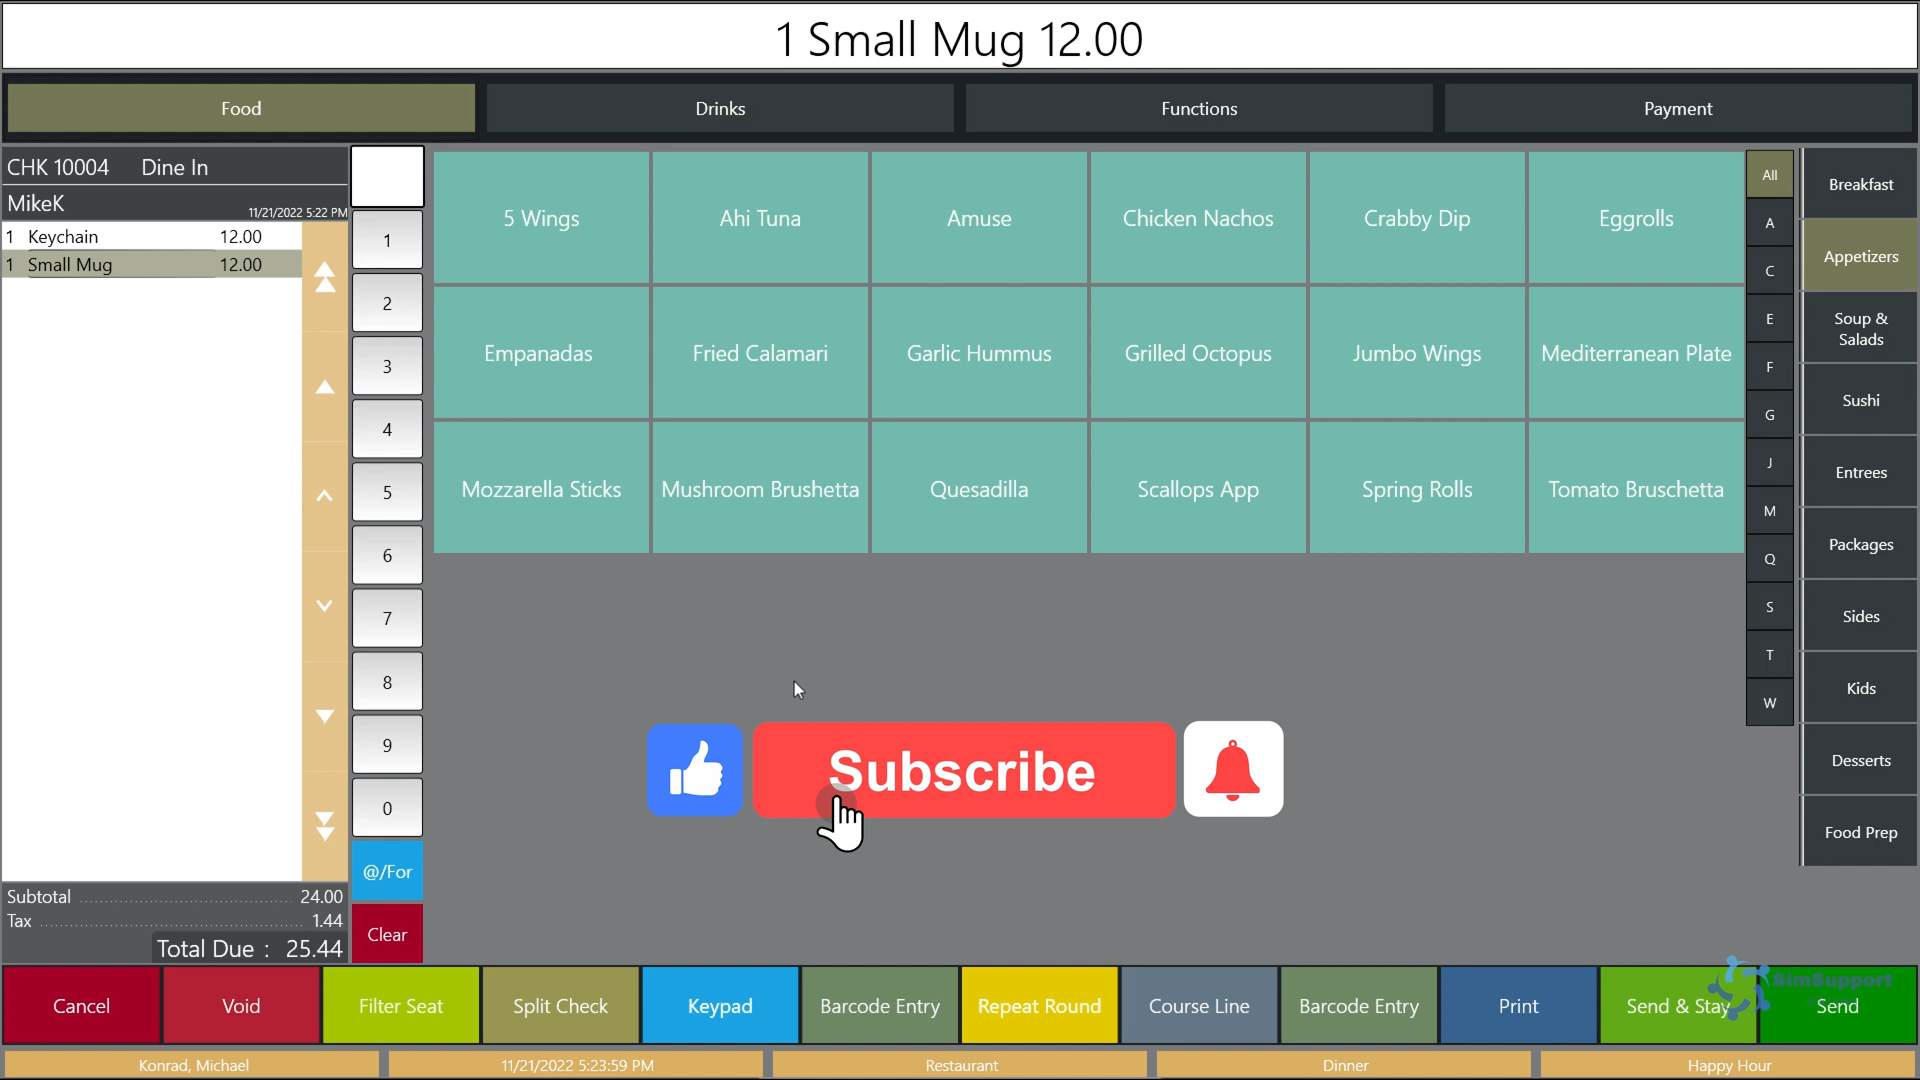 1 Small Mug 12.00
Food
Drinks
Functions
Payment
CHK 10004 Dine In
MikeK
11/21/2022 5:22 PM
1 Keychain 12.00
1 Small Mug 12.00
Subtotal 24.00
Tax 1.44
Total Due : 25.44
1
2
3
4
5
6
7
8
9
0
@/For
Clear
5 Wings
Ahi Tuna
Amuse
Chicken Nachos
Crabby Dip
Eggrolls
Empanadas
Fried Calamari
Garlic Hummus
Grilled Octopus
Jumbo Wings
Mediterranean Plate
Mozzarella Sticks
Mushroom Brushetta
Quesadilla
Scallops App
Spring Rolls
Tomato Bruschetta
All
A
C
E
F
G
J
M
Q
S
T
W
Breakfast
Appetizers
Soup &
Salads
Sushi
Entrees
Packages
Sides
Kids
Desserts
Food Prep
Subscribe
Cancel
Void
Filter Seat
Split Check
Keypad
Barcode Entry
Repeat Round
Course Line
Barcode Entry
Print
Send & Stay
SimSupport
Send
Konrad, Michael
11/21/2022 5:23:59 PM
Restaurant
Dinner
Happy Hour